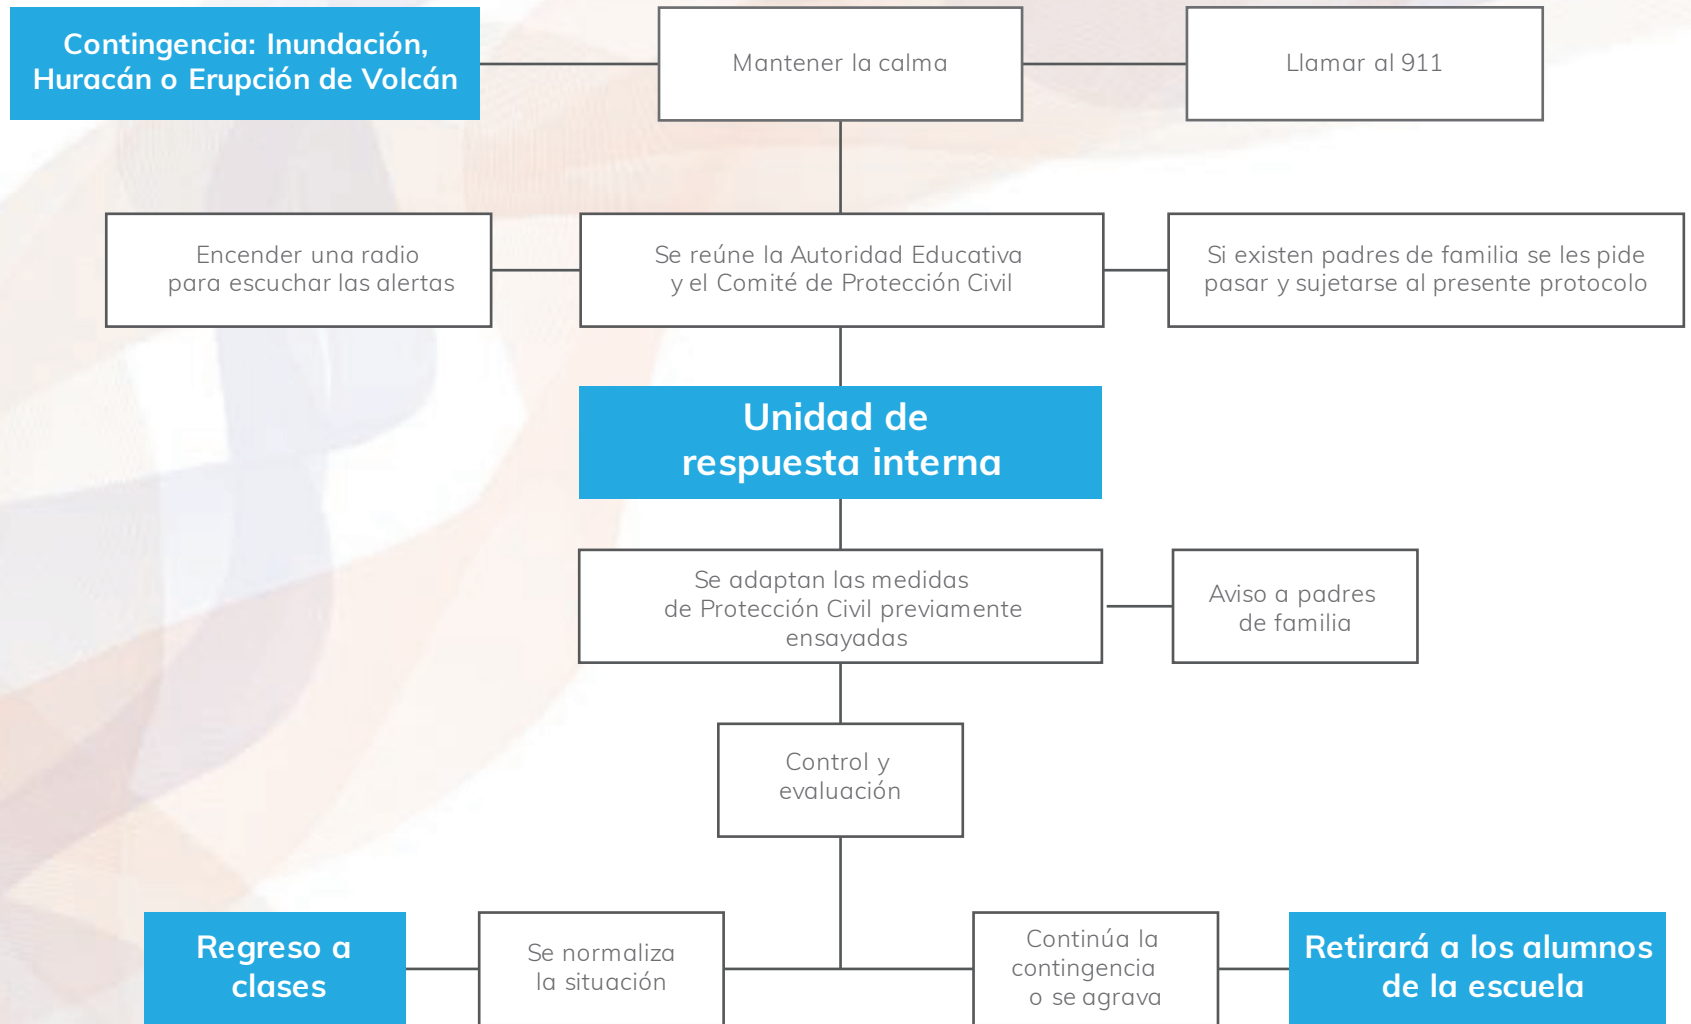 Contingencia: Inundación,
Huracán o Erupción de Volcán
Mantener la calma
Llamar al 911
Encender una radio
para escuchar las alertas
Se reúne la Autoridad Educativa
y el Comité de Protección Civil
Si existen padres de familia se les pide
pasar y sujetarse al presente protocolo
Unidad de
respuesta interna
Se adaptan las medidas
de Protección Civil previamente
ensayadas
Aviso a padres
de familia
Control y
evaluación
Regreso a
clases
Se normaliza
la situación
Continúa la
contingencia
o se agrava
Retirará a los alumnos
de la escuela